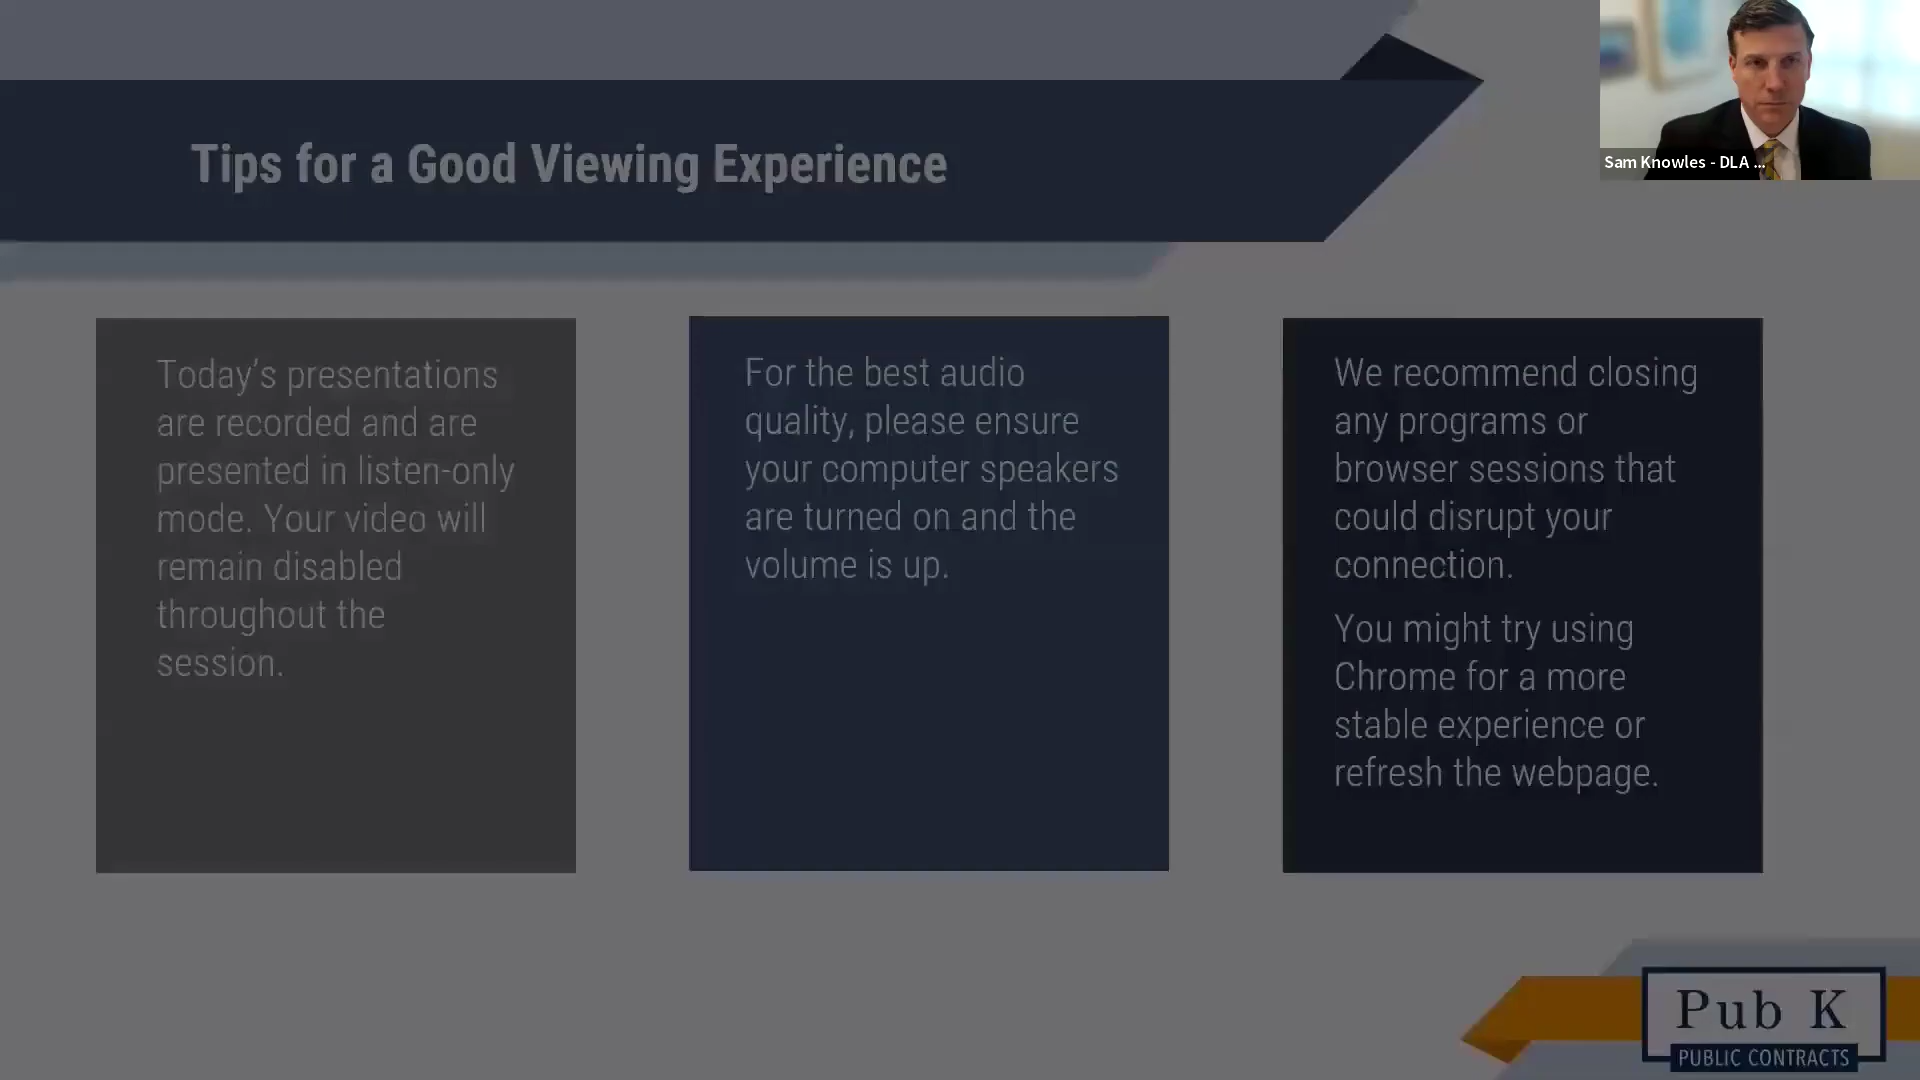 Tips for a Good Viewing Experience
Sam Knowles - DLA ...
Today's presentations
are recorded and are
presented in listen-only
mode. Your video will
remain disabled
throughout the
session.
For the best audio
quality, please ensure
your computer speakers
are turned on and the
volume is up.
We recommend closing
any programs or
browser sessions that
could disrupt your
connection.
You might try using
Chrome for a more
stable experience or
refresh the webpage.
Pub K
PUBLIC CONTRACTS